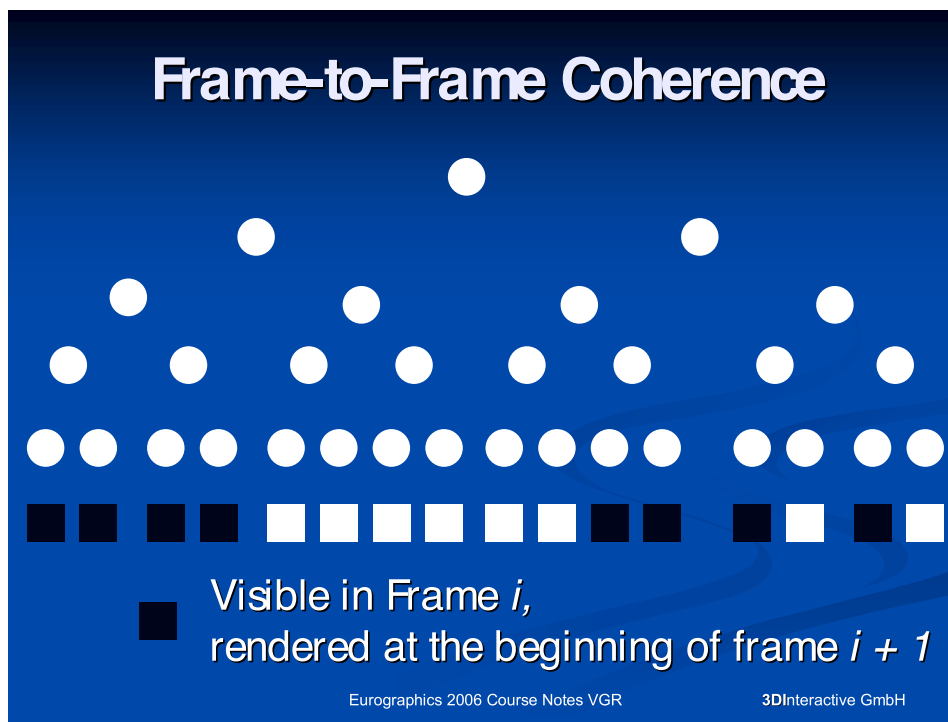 Frame-to-Frame Coherence
Visible in Frame i,
rendered at the beginning of frame i + 1
Eurographics 2006 Course Notes VGR
3DInteractive GmbH